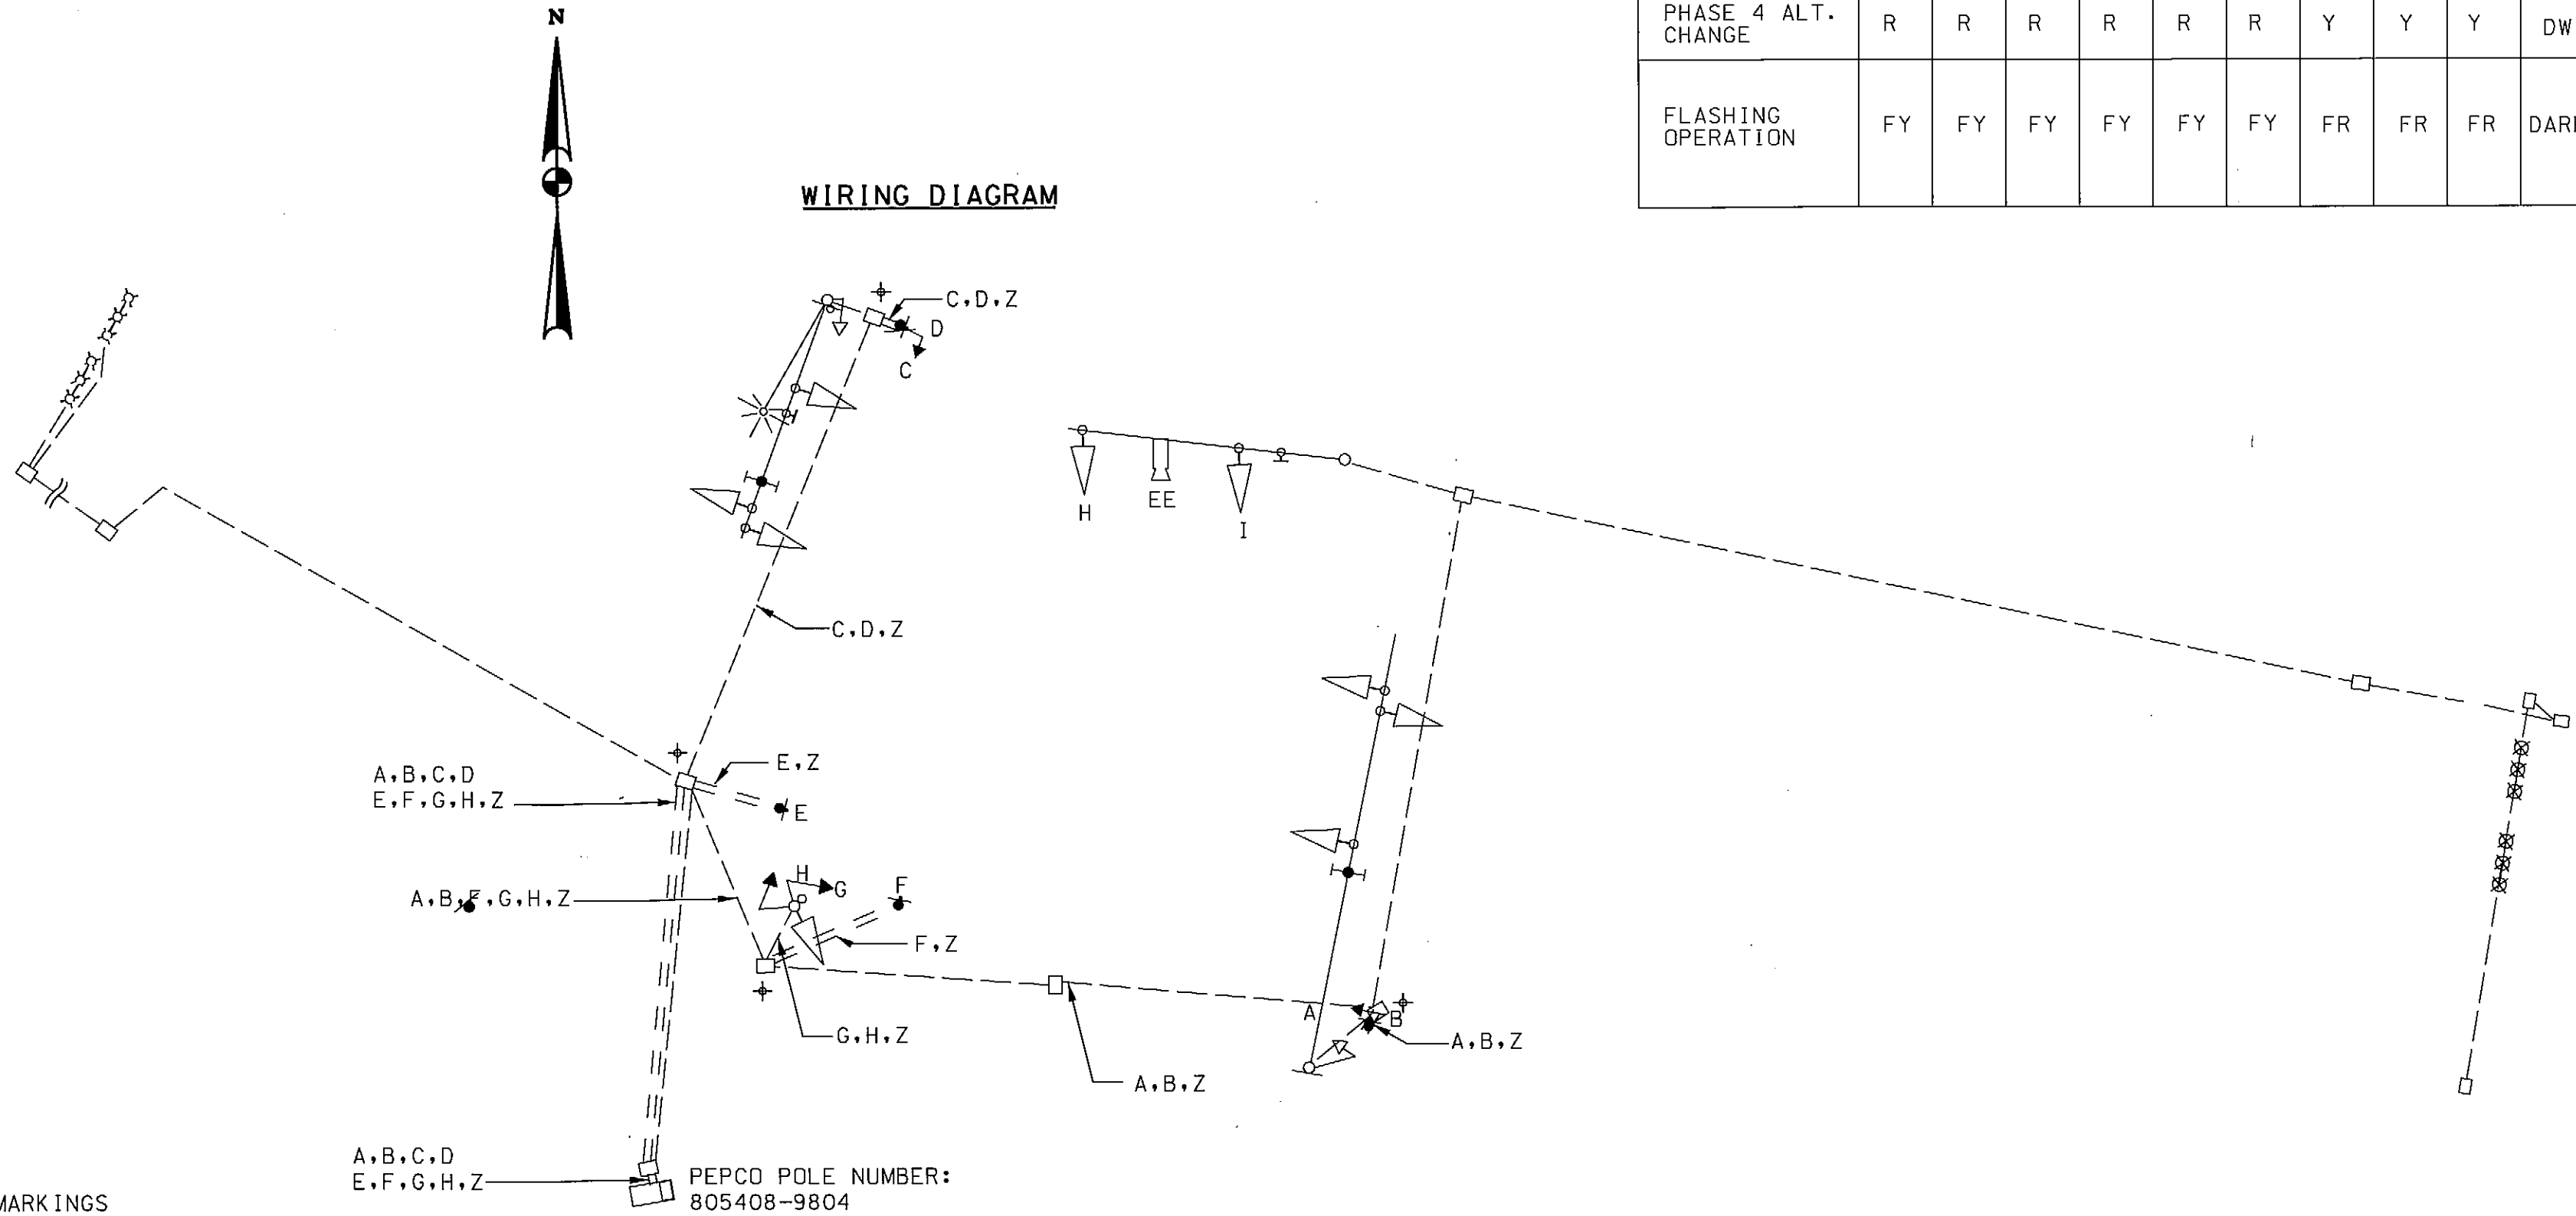 N
PHASE 4 ALT. R R R R R R Y Y Y DW
CHANGE
FLASHING FY FY FY FY FY FY FR FR FR
OPERATION
WIRING DIAGRAM
C,D,Z
D
C
H
EE
I
C,D,Z
E,Z
A,B,C,D
E,F,G,H,Z
E
H
G
F
A,B,F,G,H,Z
F,Z
A
B
G,H,Z
A,B,Z
A,B,Z
A,B,C,D
E,F,G,H,Z
PEPCO POLE NUMBER:
805408-9804
MARKINGS